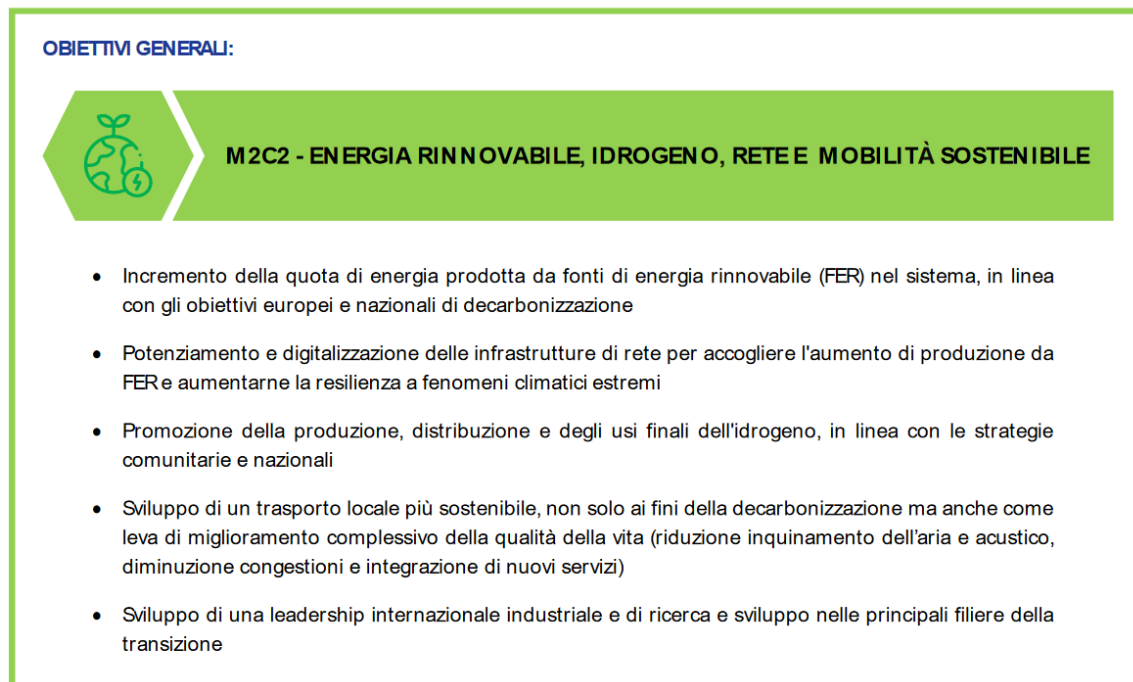 OBIETTIVI GENERALI:
M2C2 - ENERGIA RINNOVABILE, IDROGENO, RETE E MOBILITÀ SOSTENIBILE
• Incremento della quota di energia prodotta da fonti di energia rinnovabile (FER) nel sistema, in linea
con gli obiettivi europei e nazionali di decarbonizzazione
• Potenziamento e digitalizzazione delle infrastrutture di rete per accogliere l'aumento di produzione da
FER e aumentarne la resilienza a fenomeni climatici estremi
• Promozione della produzione, distribuzione e degli usi finali dell'idrogeno, in linea con le strategie
comunitarie e nazionali
• Sviluppo di un trasporto locale più sostenibile, non solo ai fini della decarbonizzazione ma anche come
leva di miglioramento complessivo della qualità della vita (riduzione inquinamento dell’aria e acustico,
diminuzione congestioni e integrazione di nuovi servizi)
• Sviluppo di una leadership internazionale industriale e di ricerca e sviluppo nelle principali filiere della
transizione